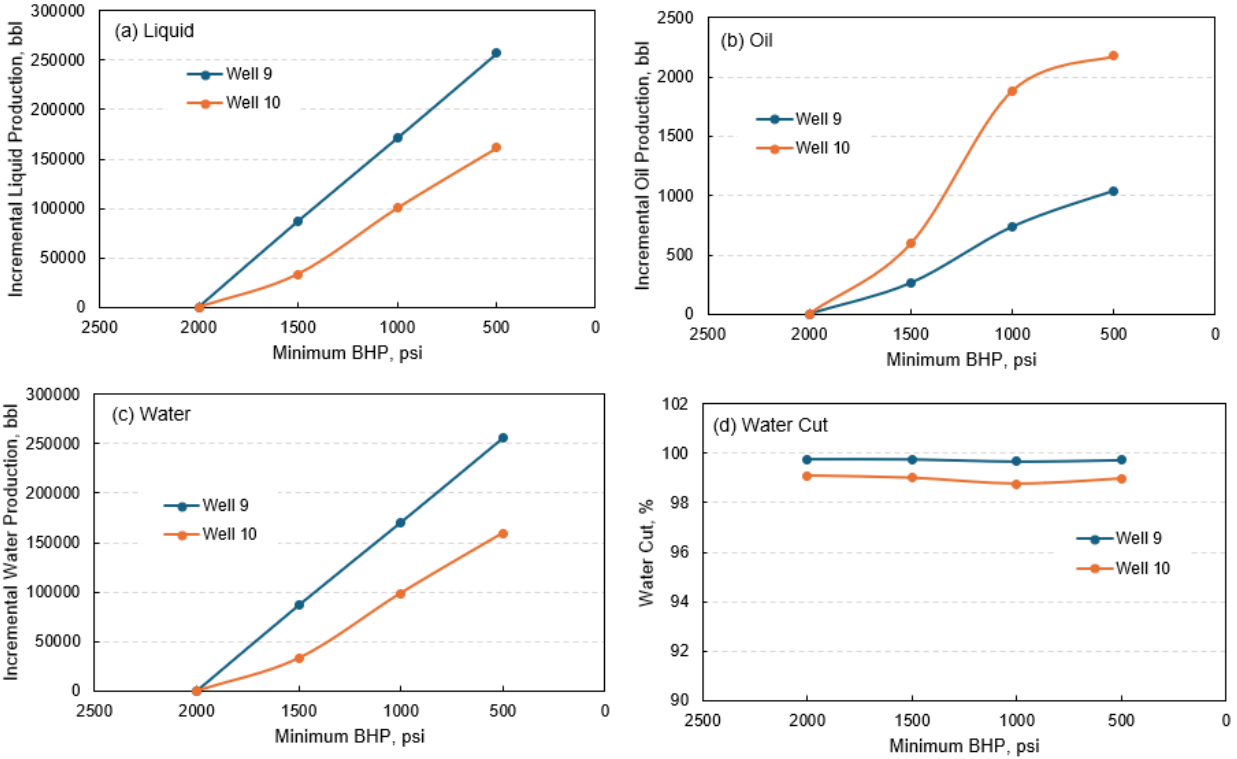 (a) Liquid
Incremental Liquid Production, bbl
300000
250000
200000
150000
100000
50000
0
Well 9
Well 10
2500 2000 1500 1000 500 0
Minimum BHP, psi
(b) Oil
Incremental Oil Production, bbl
2500
2000
1500
1000
500
0
Well 9
Well 10
2500 2000 1500 1000 500 0
Minimum BHP, psi
(c) Water
Incremental Water Production, bbl
300000
250000
200000
150000
100000
50000
0
Well 9
Well 10
2500 2000 1500 1000 500 0
Minimum BHP, psi
(d) Water Cut
Water Cut, %
102
100
98
96
94
92
90
Well 9
Well 10
2500 2000 1500 1000 500 0
Minimum BHP, psi